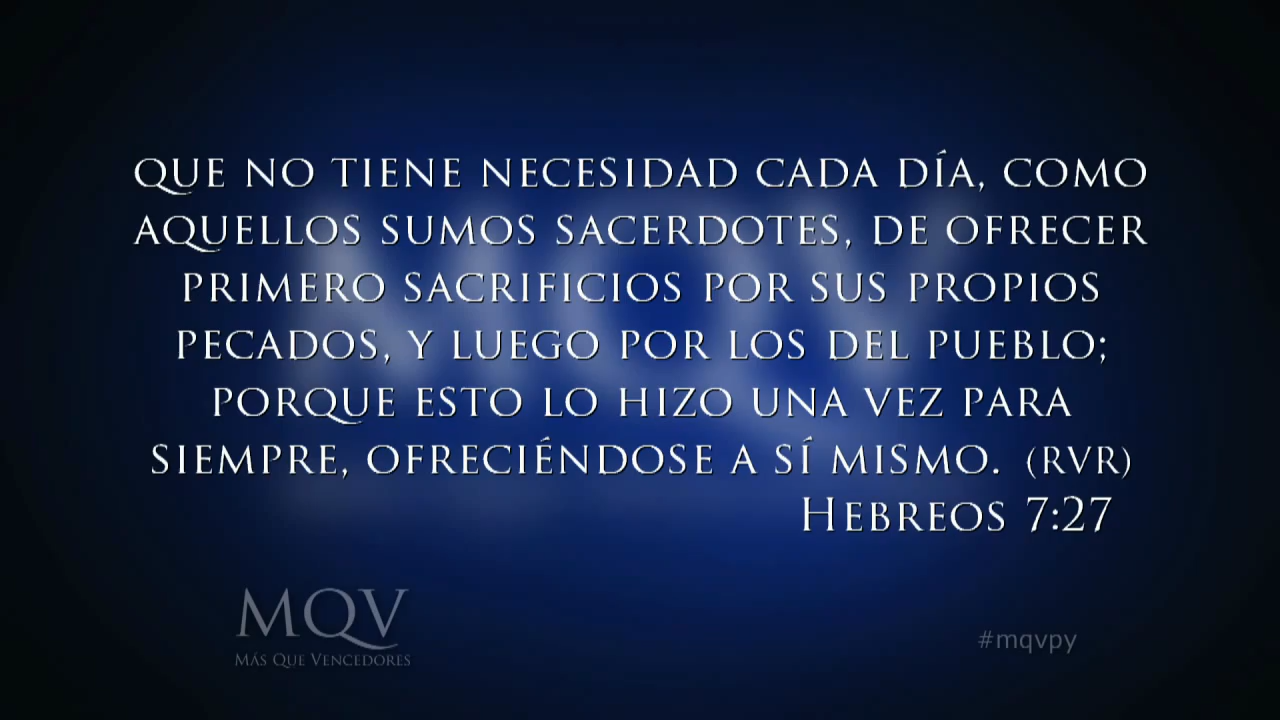 QUE NO TIENE NECESIDAD CADA DÍA, COMO
AQUELLOS SUMOS SACERDOTES, DE OFRECER
PRIMERO SACRIFICIOS POR SUS PROPIOS
PECADOS, Y LUEGO POR LOS DEL PUEBLO;
PORQUE ESTO LO HIZO UNA VEZ PARA
SIEMPRE, OFRECIÉNDOSE A SÍ MISMO. (RVR)
HEBREOS 7:27
MQV
MÁS QUE VENCEDORES
#mqvpy